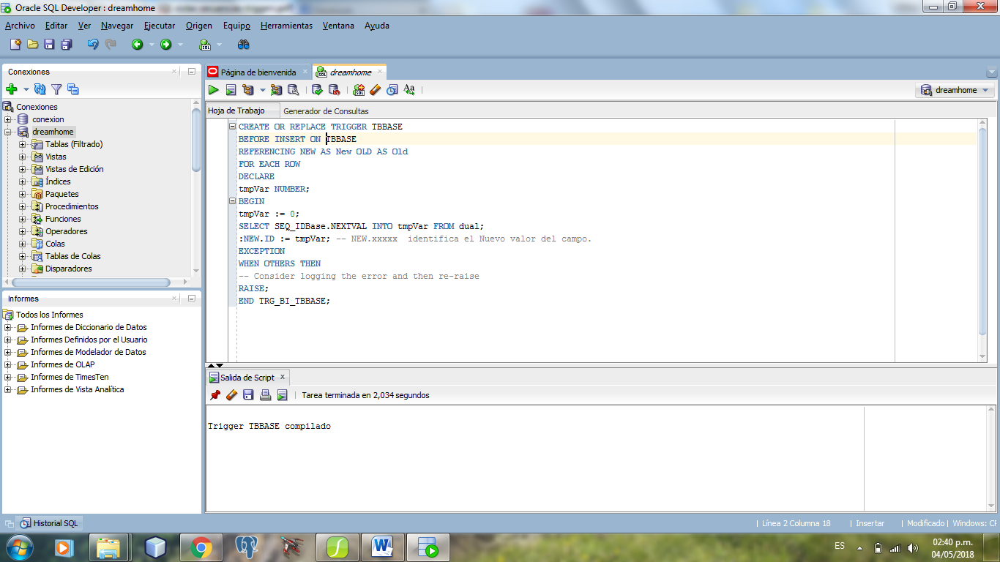 Oracle SQL Developer : dreamhome
Archivo Editar Ver Navegar Ejecutar Origen Equipo Herramientas Ventana Ayuda
Conexiones
Conexiones
conexion
dreamhome
Tablas (Filtrado)
Vistas
Vistas de Edición
Índices
Paquetes
Procedimientos
Funciones
Operadores
Colas
Tablas de Colas
Disparadores
Informes
Todos los Informes
Informes de Diccionario de Datos
Informes Definidos por el Usuario
Informes de Modelador de Datos
Informes de OLAP
Informes de TimesTen
Informes de Vista Analítica
Página de bienvenida
dreamhome
dreamhome
Hoja de Trabajo
Generador de Consultas
CREATE OR REPLACE TRIGGER TBBASE
BEFORE INSERT ON TBBASE
REFERENCING NEW AS New OLD AS Old
FOR EACH ROW
DECLARE
tmpVar NUMBER;
BEGIN
tmpVar := 0;
SELECT SEQ_IDBase.NEXTVAL INTO tmpVar FROM dual;
:NEW.ID := tmpVar; -- NEW.xxxxx  identifica el Nuevo valor del campo.
EXCEPTION
WHEN OTHERS THEN
-- Consider logging the error and then re-raise
RAISE;
END TRG_BI_TBBASE;
Salida de Script
Tarea terminada en 2,034 segundos
Trigger TBBASE compilado
Historial SQL
Línea 2 Columna 18
Insertar
Modificado
Windows: CF
ES
02:40 p.m.
04/05/2018